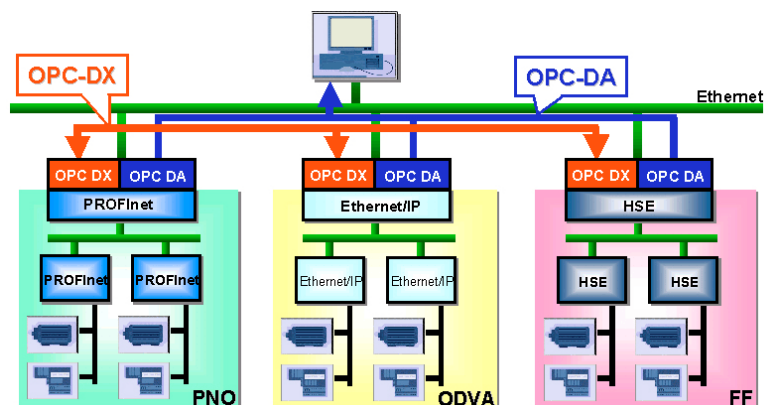 OPC-DX
OPC-DA
Ethernet
OPC DX
OPC DA
OPC DX
OPC DA
OPC DX
OPC DA
PROFInet
Ethernet/IP
HSE
PROFInet
PROFInet
Ethernet/IP
Ethernet/IP
HSE
HSE
PNO
ODVA
FF